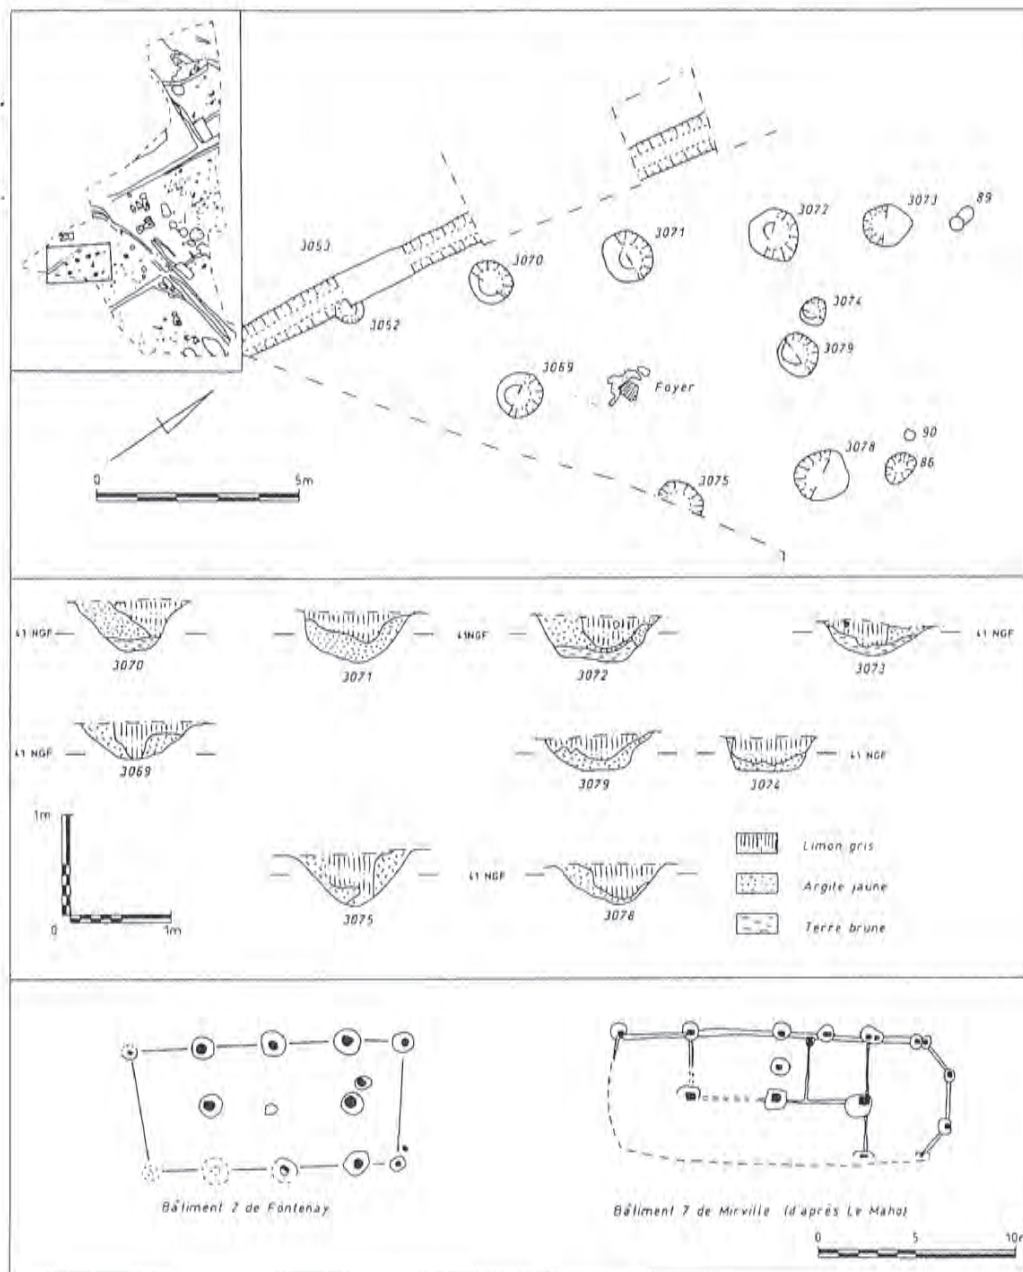 3053
3052
3070
3071
3072
3073
89
3074
3079
3069
Foyer
3078
90
86
3075
0 5m
41 NGF
3070
3071
41 NGF
3072
3073
41 NGF
41 NGF
3069
3079
3074
41 NGF
1m
0 1m
3075
41 NGF
3078
Limon gris
Argile jaune
Terre brune
Bâtiment 2 de Fontenay
Bâtiment 7 de Mirville (d'après Le Maho)
0 5 10m